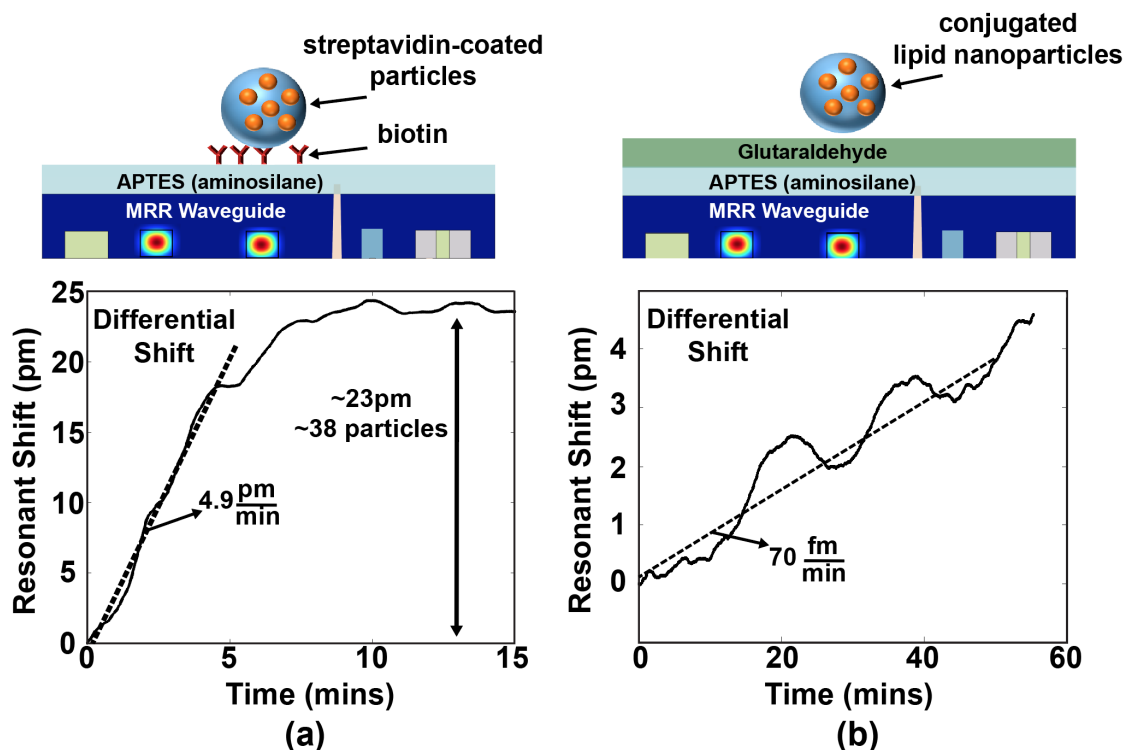 streptavidin-coated
particles
biotin
APTES (aminosilane)
MRR Waveguide
25
20
15
10
5
0
Resonant Shift (pm)
Differential
Shift
4.9 pm
min
~23pm
~38 particles
0
5
10
15
Time (mins)
(a)
conjugated
lipid nanoparticles
Glutaraldehyde
APTES (aminosilane)
MRR Waveguide
4
3
2
1
0
Resonant Shift (pm)
Differential
Shift
70 fm
min
0
20
40
60
Time (mins)
(b)